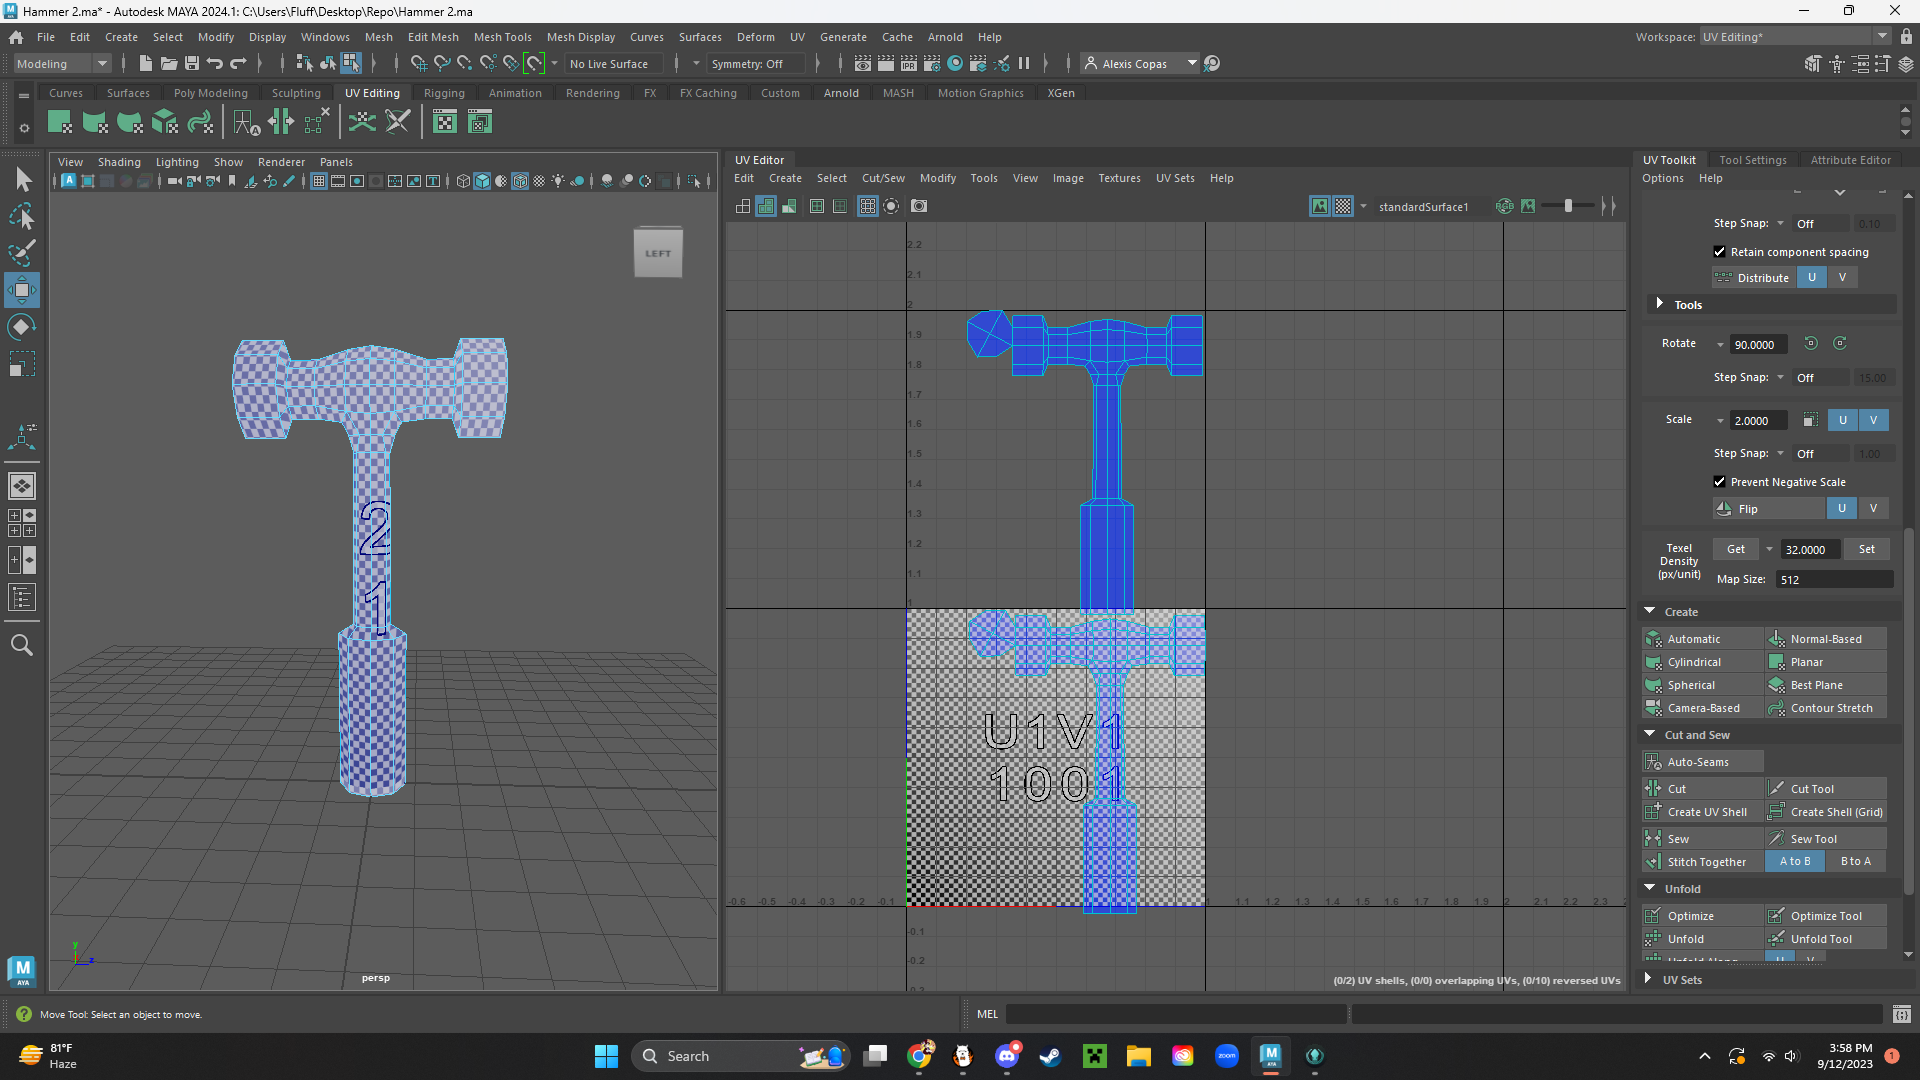 Hammer 2.ma* - Autodesk MAYA 2024.1: C:\Users\Fluff\Desktop\Repo\Hammer 2.ma
File Edit Create Select Modify Display Windows Mesh Edit Mesh Mesh Tools Mesh Display Curves Surfaces Deform UV Generate Cache Arnold Help
Workspace: UV Editing*
Modeling No Live Surface Symmetry: Off Alexis Copas
Curves Surfaces Poly Modeling Sculpting UV Editing Rigging Animation Rendering FX FX Caching Custom Arnold MASH Motion Graphics XGen
View Shading Lighting Show Renderer Panels
LEFT
2
1
persp
y
z
UV Editor
Edit Create Select Cut/Sew Modify Tools View Image Textures UV Sets Help
standardSurface1
2.2
2.1
2
1.9
1.8
1.7
1.6
1.5
1.4
1.3
1.2
1.1
1
U1V1
1001
-0.6 -0.5 -0.4 -0.3 -0.2 -0.1 1 1.1 1.2 1.3 1.4 1.5 1.6 1.7 1.8 1.9 2 2.1 2.2 2.3
-0.1
-0.2
(0/2) UV shells, (0/0) overlapping UVs, (0/10) reversed UVs
UV Toolkit Tool Settings Attribute Editor
Options Help
Step Snap: Off 0.10
Retain component spacing
Distribute U V
Tools
Rotate 90.0000
Step Snap: Off 15.00
Scale 2.0000 U V
Step Snap: Off 1.00
Prevent Negative Scale
Flip U V
Texel Density (px/unit) Get 32.0000 Set
Map Size: 512
Create
Automatic Normal-Based
Cylindrical Planar
Spherical Best Plane
Camera-Based Contour Stretch
Cut and Sew
Auto-Seams
Cut Cut Tool
Create UV Shell Create Shell (Grid)
Sew Sew Tool
Stitch Together A to B B to A
Unfold
Optimize Optimize Tool
Unfold Unfold Tool
Unfold Along U V
UV Sets
Move Tool: Select an object to move.
MEL
81°F
Haze
Search
zoom
3:58 PM
9/12/2023
1